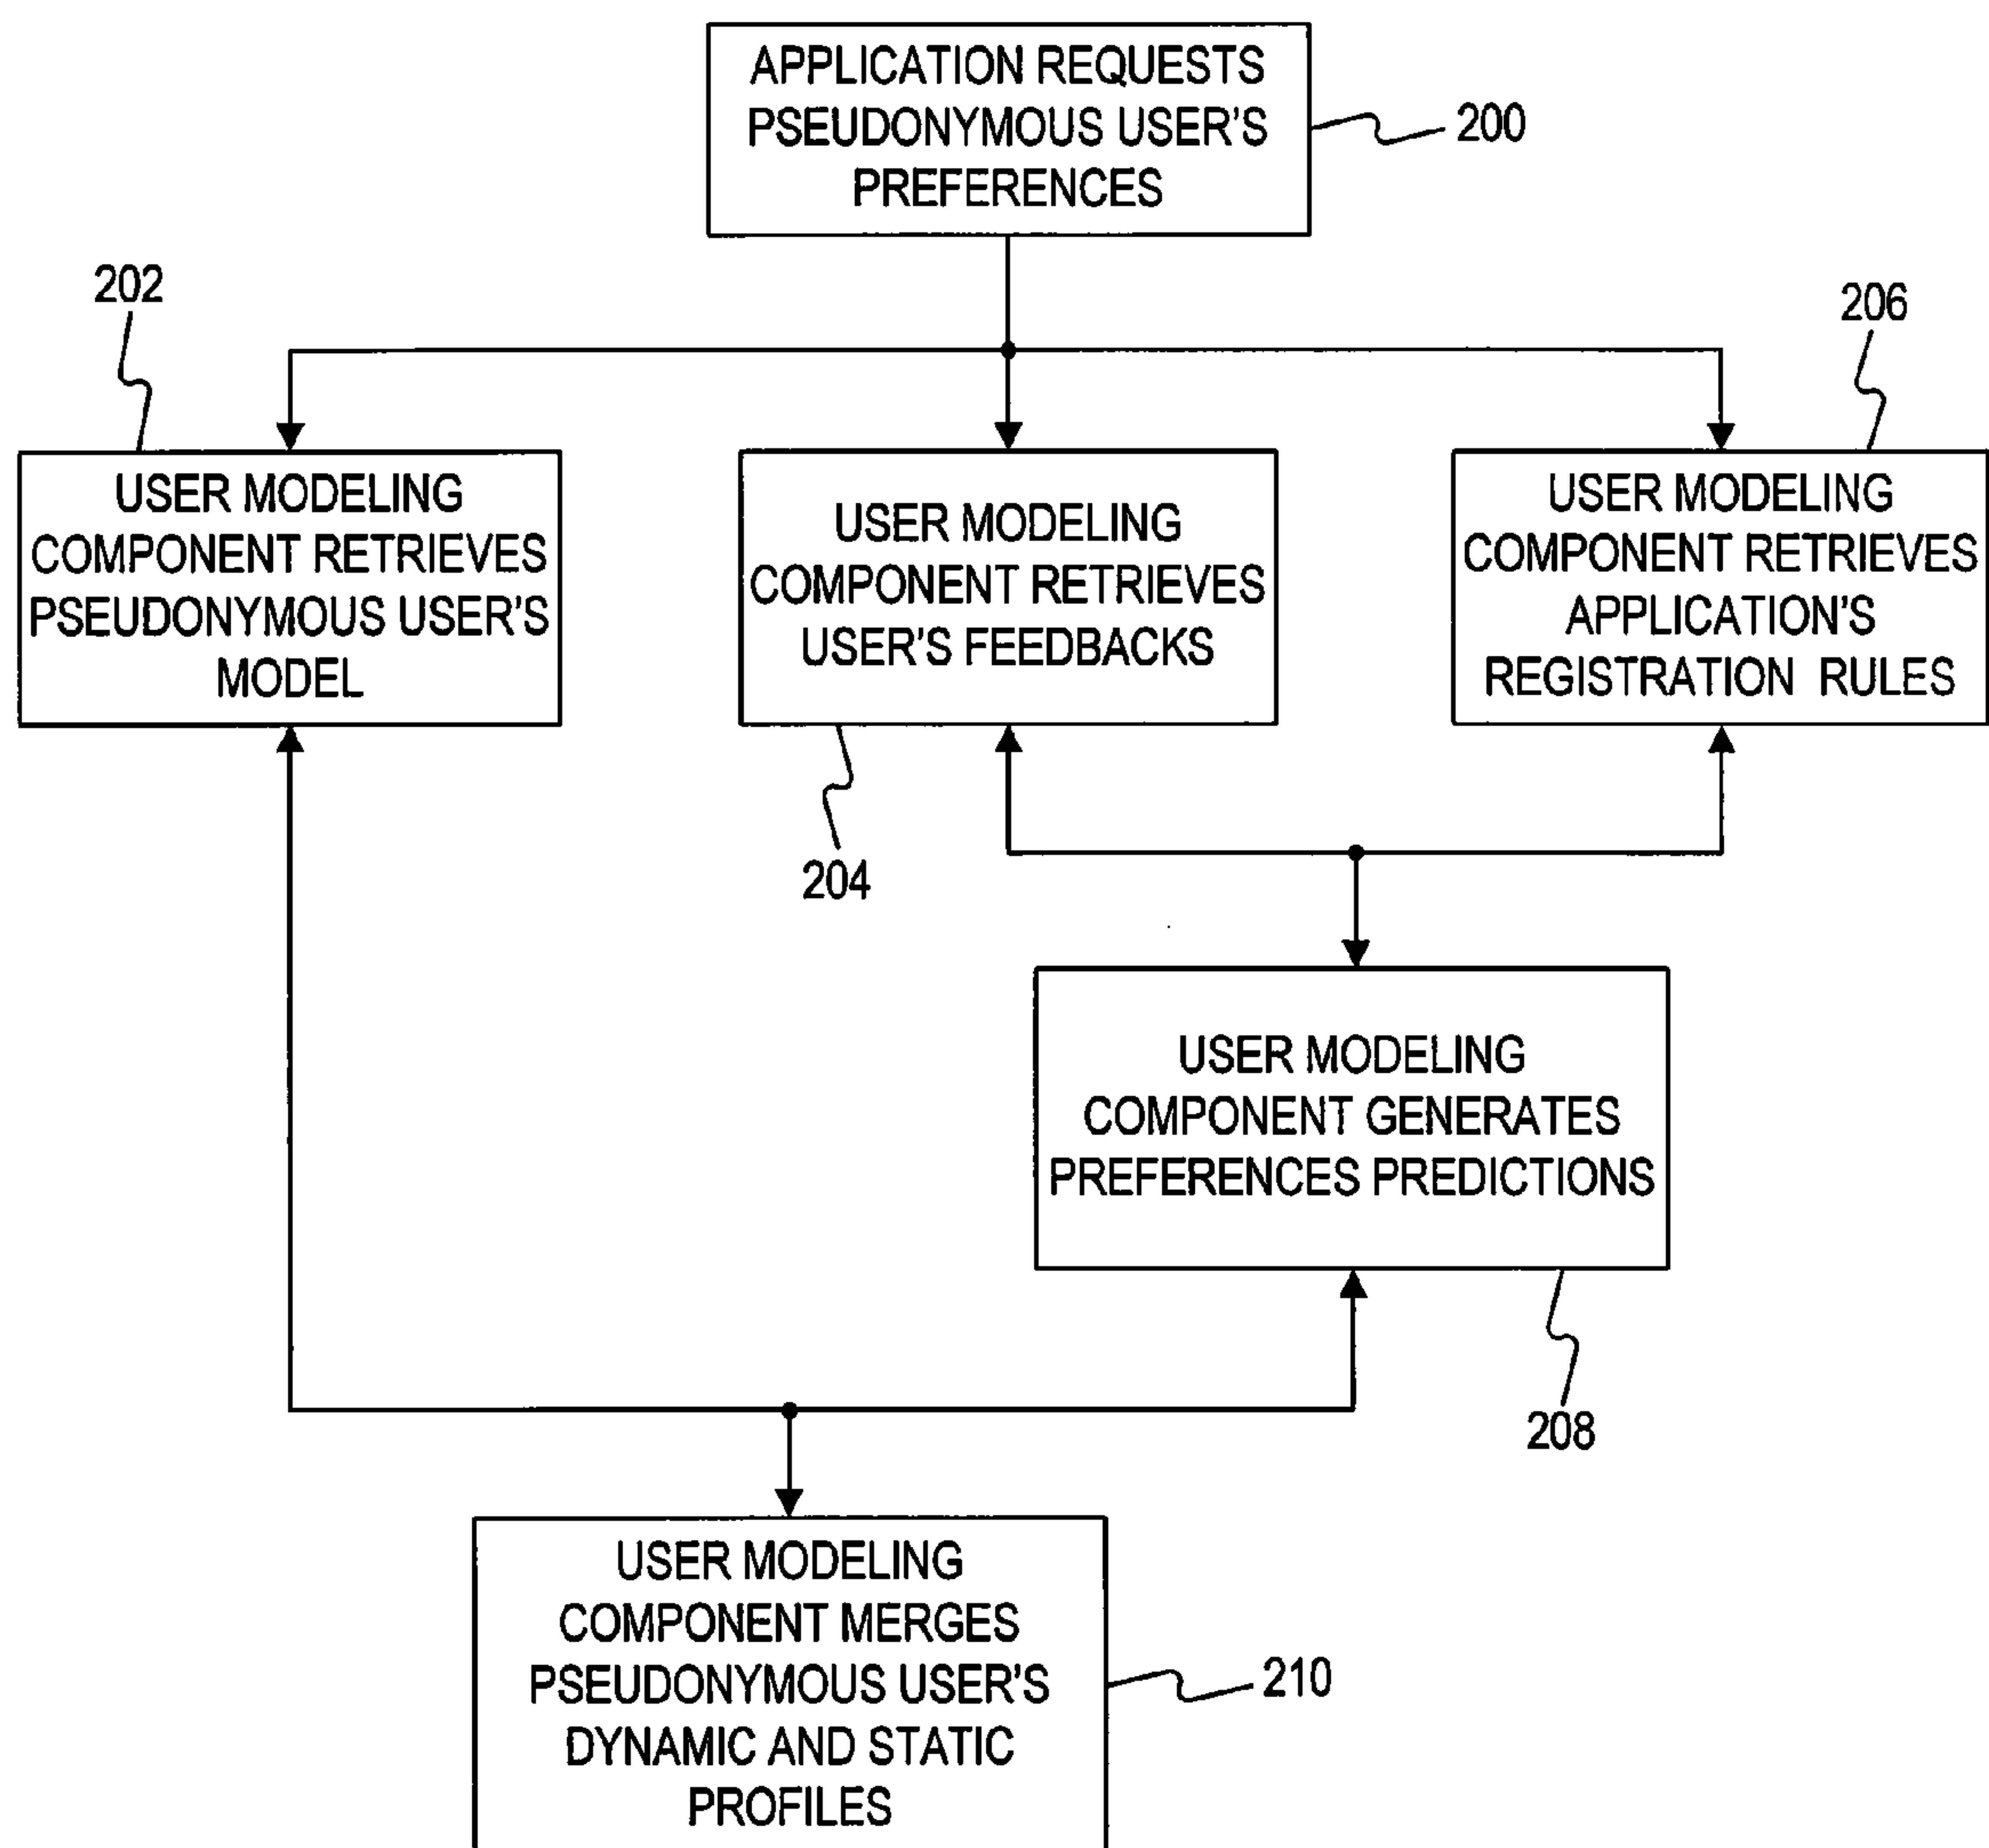 APPLICATION REQUESTS
PSEUDONYMOUS USER'S
PREFERENCES
200
202
206
USER MODELING
COMPONENT RETRIEVES
PSEUDONYMOUS USER'S
MODEL
USER MODELING
COMPONENT RETRIEVES
USER'S FEEDBACKS
USER MODELING
COMPONENT RETRIEVES
APPLICATION'S
REGISTRATION RULES
204
USER MODELING
COMPONENT GENERATES
PREFERENCES PREDICTIONS
208
USER MODELING
COMPONENT MERGES
PSEUDONYMOUS USER'S
DYNAMIC AND STATIC
PROFILES
210